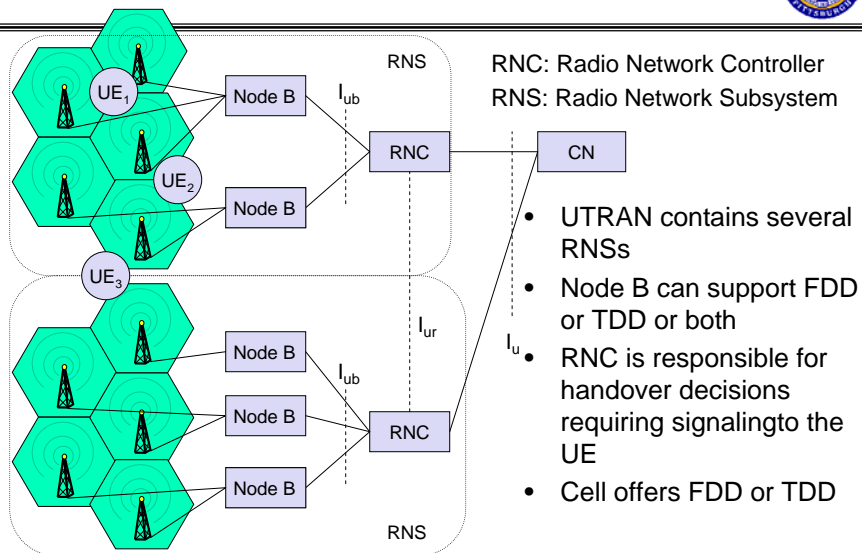 PITTSBURGH
RNS
RNC: Radio Network Controller
RNS: Radio Network Subsystem
UE1
Node B
Iub
RNC
CN
UE2
Node B
• UTRAN contains several
RNSs
• Node B can support FDD
or TDD or both
• RNC is responsible for
handover decisions
requiring signalingto the
UE
• Cell offers FDD or TDD
UE3
Iur
Iu
Node B
Iub
Node B
RNC
Node B
RNS